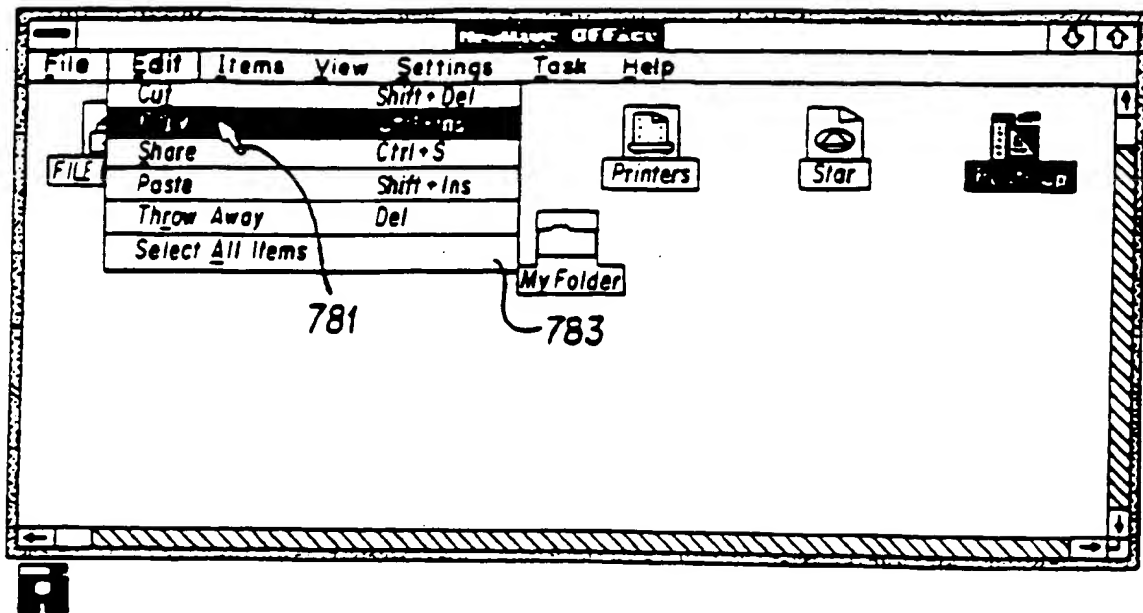 File Edit Items View Settings Task Help
Cut Shift+Del
Share Ctrl+S
Paste Shift+Ins
Throw Away Del
Select All Items
FILE
Printers
Star
My Folder
781
783